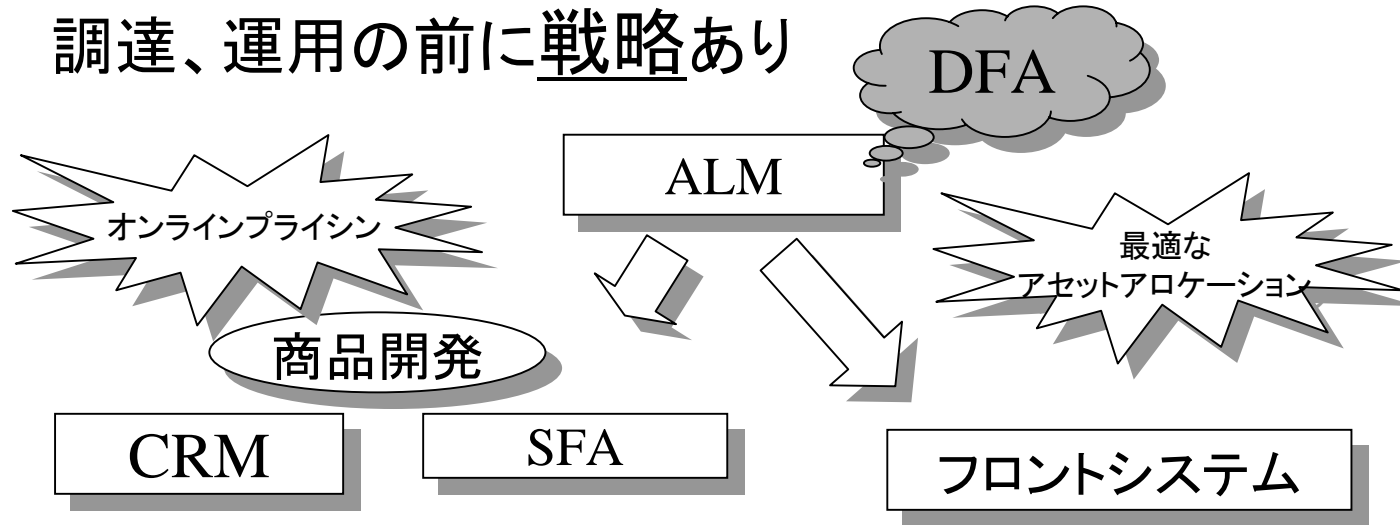 調達、運用の前に戦略あり
DFA
ALM
オンラインプライシン
最適な
アセットアロケーション
商品開発
CRM
SFA
フロントシステム